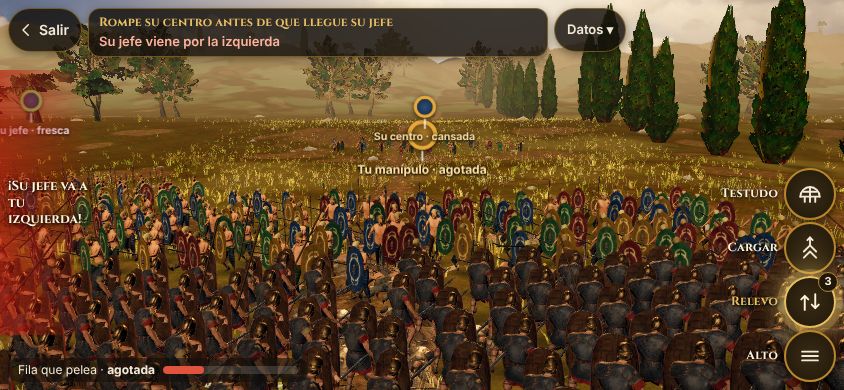 Salir
Rompe su centro antes de que llegue su jefe
Su jefe viene por la izquierda
Datos ▾
u jefe · fresca
Su centro · cansada
Tu manípulo · agotada
¡Su jefe va a
tu
izquierda!
Testudo
Cargar
3
Relevo
Alto
Fila que pelea · agotada